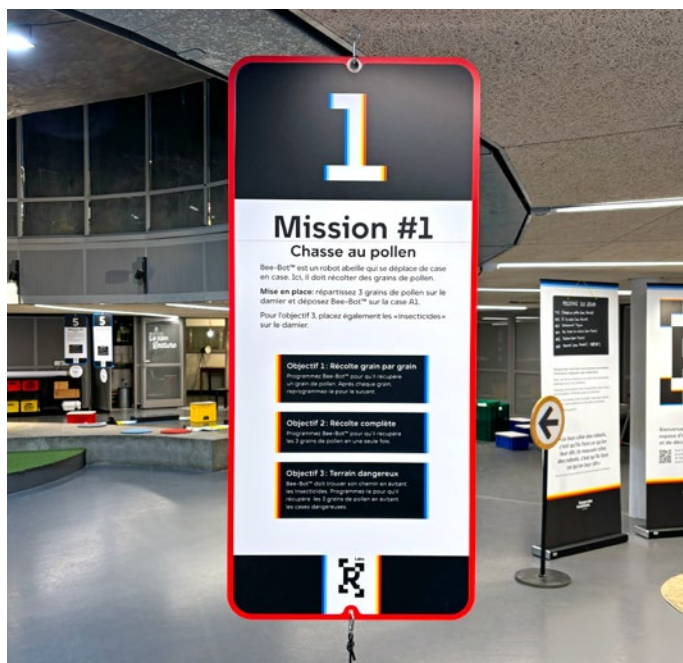 1
Mission #1
Chasse au pollen
Bee-Bot™ est un robot abeille qui se déplace de case
en case. Ici, il doit récolter des grains de pollen.
Mise en place: répartissez 3 grains de pollen sur le
damier et déposez Bee-Bot™ sur la case A1.
Pour l'objectif 3, placez également les «insecticides»
sur le damier.
Objectif 1 : Récolte grain par grain
Programmez Bee-Bot™ pour qu'il récupère
un grain de pollen. Après chaque grain,
reprogrammez-le pour le suivant.
Objectif 2 : Récolte complète
Programmez Bee-Bot™ pour qu'il récupère
les 3 grains de pollen en une seule fois.
Objectif 3 : Terrain dangereux
Bee-Bot™ doit trouver son chemin en évitant
les insecticides. Programmez-le pour qu'il
récupère les 3 grains de pollen en évitant
les cases dangereuses.
Labo
R
5
5